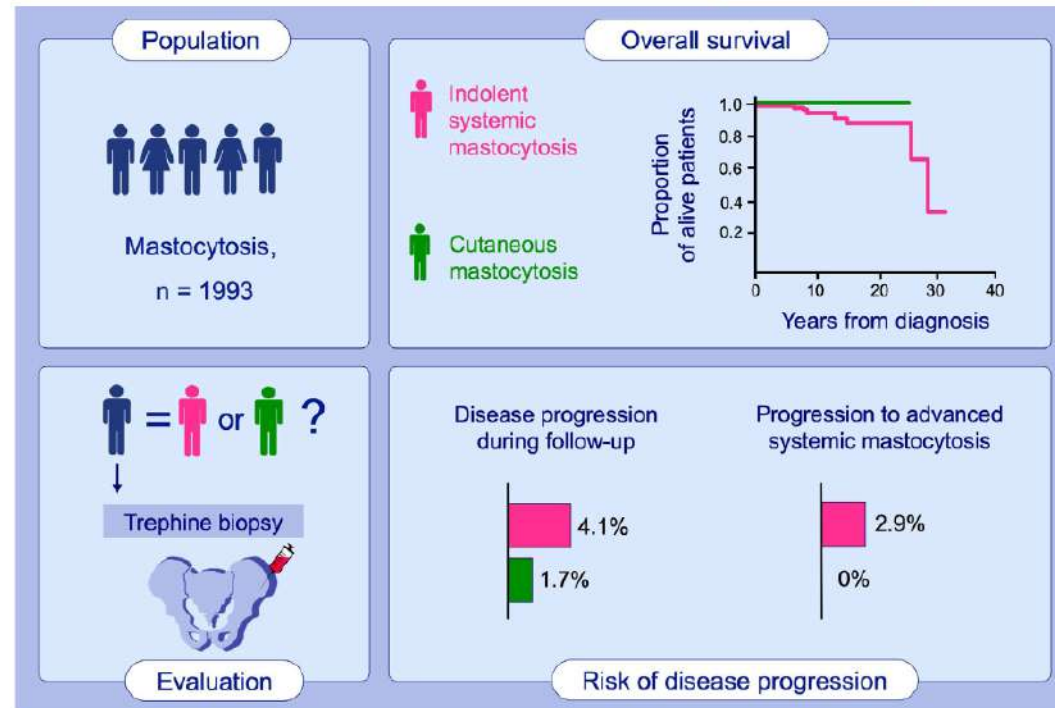 Population
Mastocytosis,
n = 1993
Overall survival
Indolent
systemic
mastocytosis
Cutaneous
mastocytosis
Proportion
of alive patients
1.0
0.8
0.6
0.4
0.2
0
10
20
30
40
Years from diagnosis
= or ?
Trephine biopsy
Evaluation
Disease progression
during follow-up
4.1%
1.7%
Progression to advanced
systemic mastocytosis
2.9%
0%
Risk of disease progression